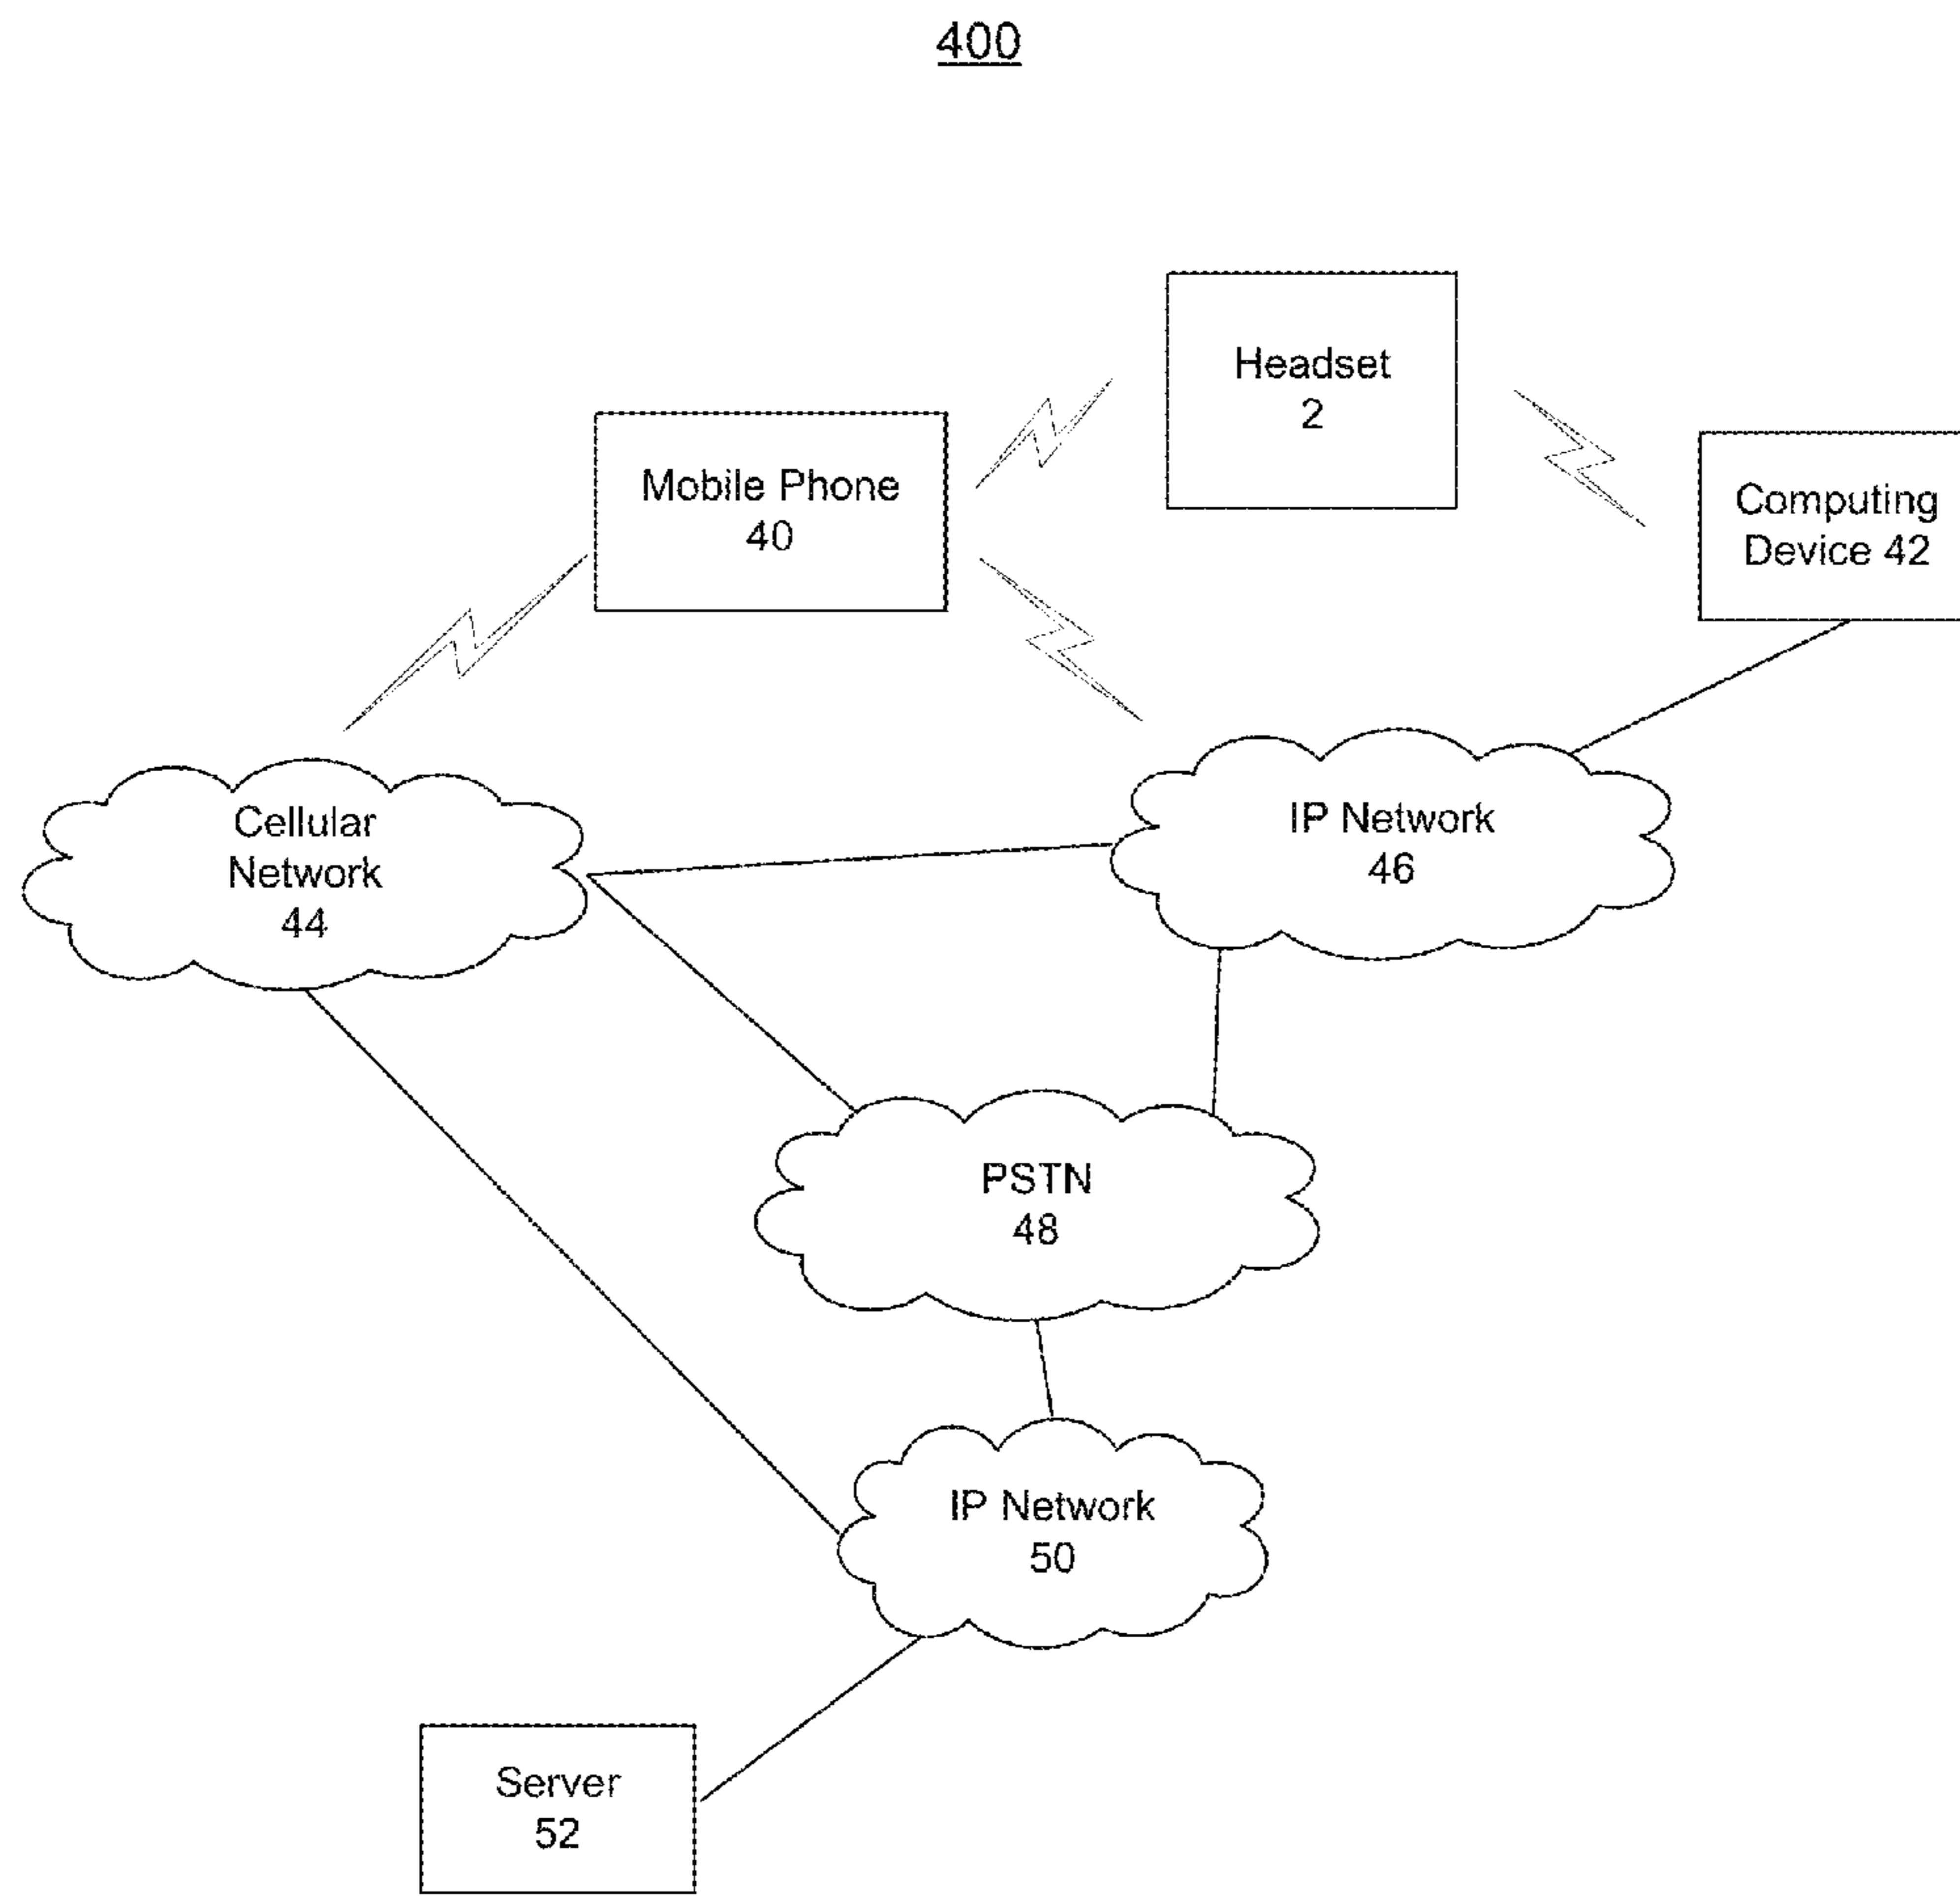 400
Headset
2
Mobile Phone
40
Computing
Device 42
Cellular
Network
44
IP Network
46
PSTN
48
IP Network
50
Server
52